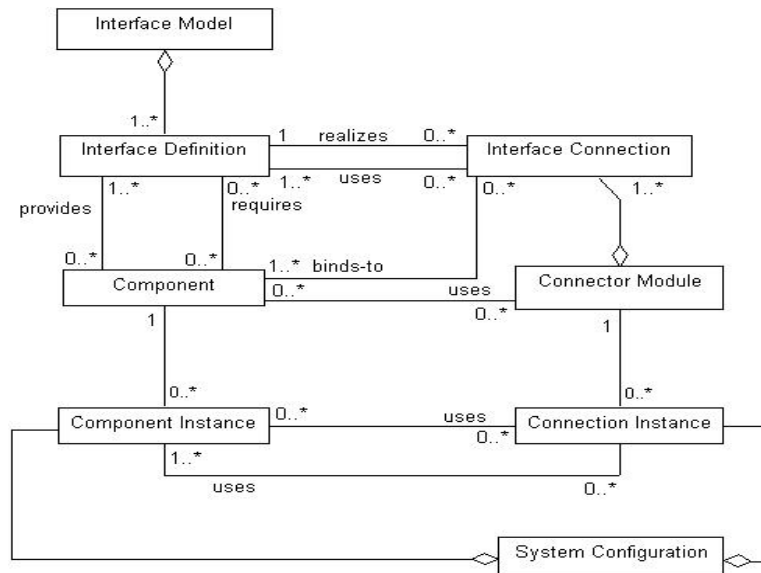 Interface Model
1..*
1 realizes 0..*
Interface Definition
Interface Connection
1..* uses 0..*
1..*
0..*
0..*
1..*
provides
requires
0..*
0..*
1..* binds-to
Component
Connector Module
0..* uses
0..*
1
1
0..*
0..*
Component Instance
0..* uses
0..*
Connection Instance
1..*
uses
0..*
System Configuration